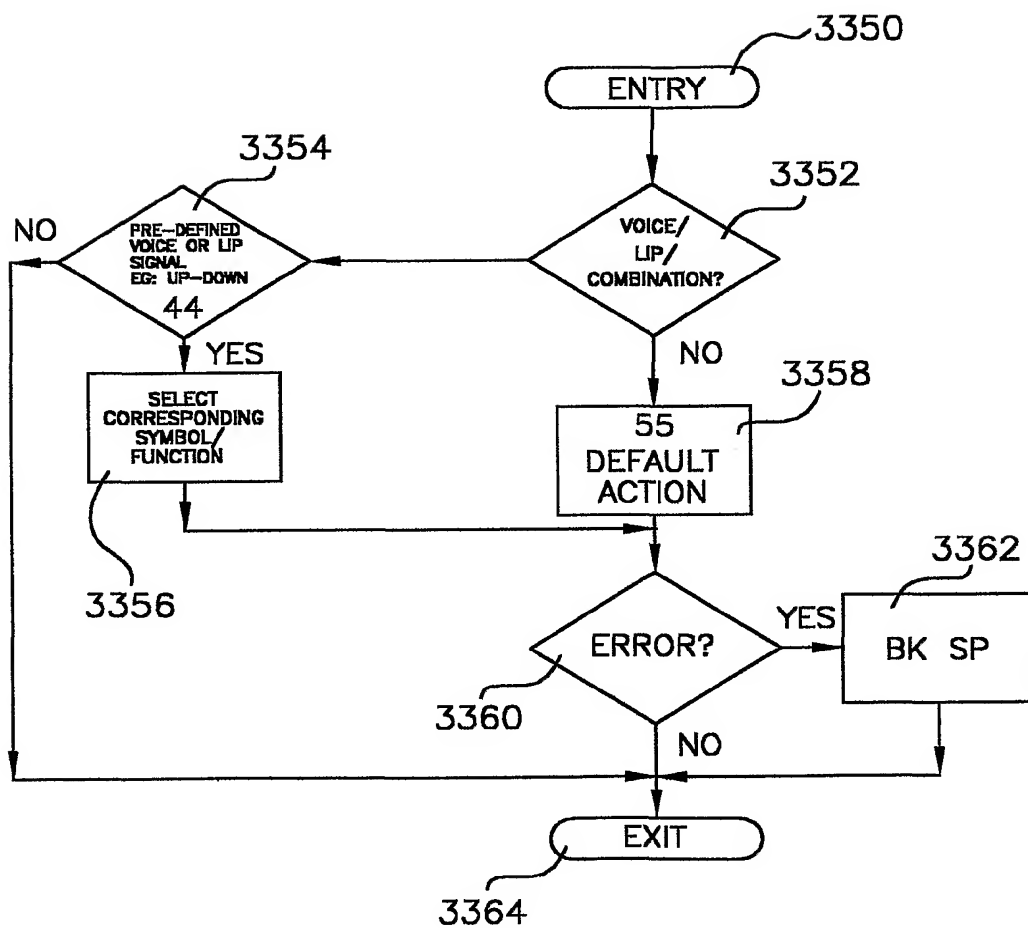 3350
ENTRY
3354
3352
NO
PRE-DEFINED
VOICE OR LIP
SIGNAL
EG: UP-DOWN
44
VOICE/
LIP/
COMBINATION?
YES
NO
3358
SELECT
CORRESPONDING
SYMBOL/
FUNCTION
55
DEFAULT
ACTION
3356
3362
ERROR?
YES
BK SP
3360
NO
EXIT
3364